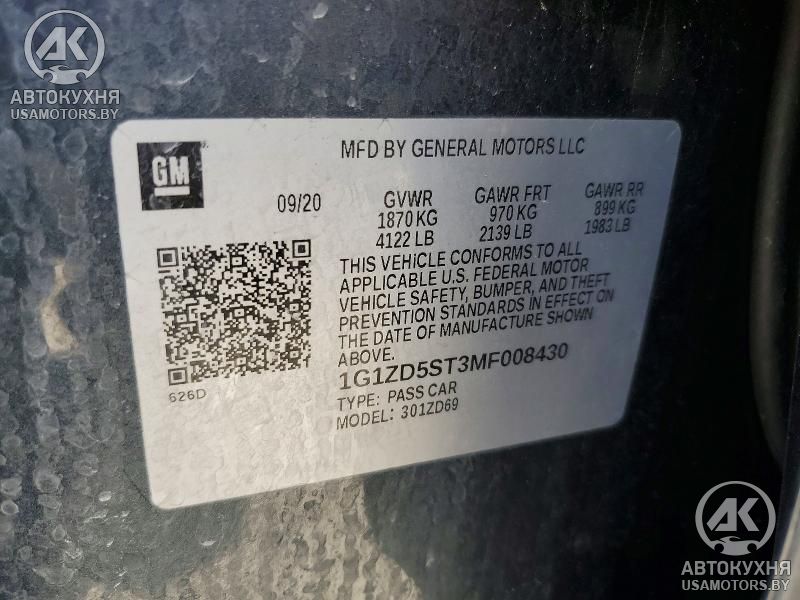 AK
АВТОКУХНЯ
USAMOTORS.BY
GM
MFD BY GENERAL MOTORS LLC
09/20
GVWR
1870 KG
4122 LB
GAWR FRT
970 KG
2139 LB
GAWR RR
899 KG
1983 LB
THIS VEHICLE CONFORMS TO ALL
APPLICABLE U.S. FEDERAL MOTOR
VEHICLE SAFETY, BUMPER, AND THEFT
PREVENTION STANDARDS IN EFFECT ON
THE DATE OF MANUFACTURE SHOWN
ABOVE.
626D
1G1ZD5ST3MF008430
TYPE: PASS CAR
MODEL: 301ZD69
AK
АВТОКУХНЯ
USAMOTORS.BY